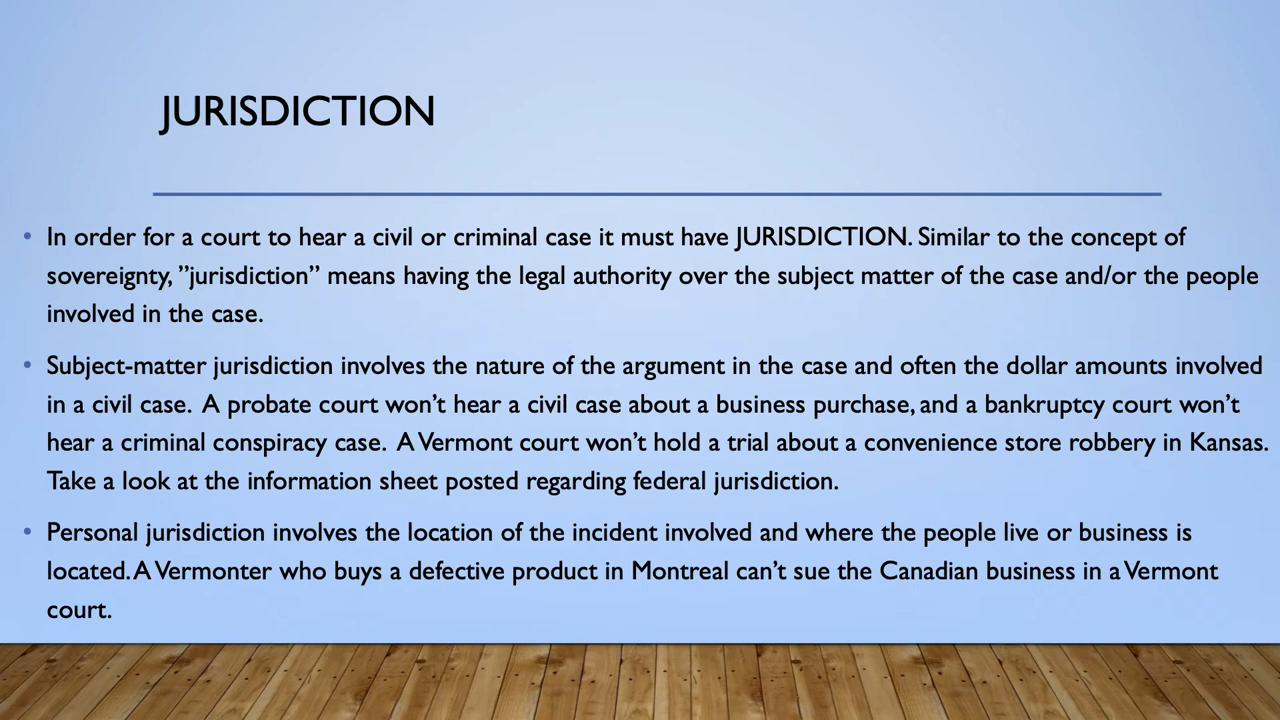 JURISDICTION
• In order for a court to hear a civil or criminal case it must have JURISDICTION. Similar to the concept of
sovereignty, ”jurisdiction” means having the legal authority over the subject matter of the case and/or the people
involved in the case.
• Subject-matter jurisdiction involves the nature of the argument in the case and often the dollar amounts involved
in a civil case.  A probate court won’t hear a civil case about a business purchase, and a bankruptcy court won’t
hear a criminal conspiracy case.  A Vermont court won’t hold a trial about a convenience store robbery in Kansas.
Take a look at the information sheet posted regarding federal jurisdiction.
• Personal jurisdiction involves the location of the incident involved and where the people live or business is
located. A Vermonter who buys a defective product in Montreal can’t sue the Canadian business in a Vermont
court.